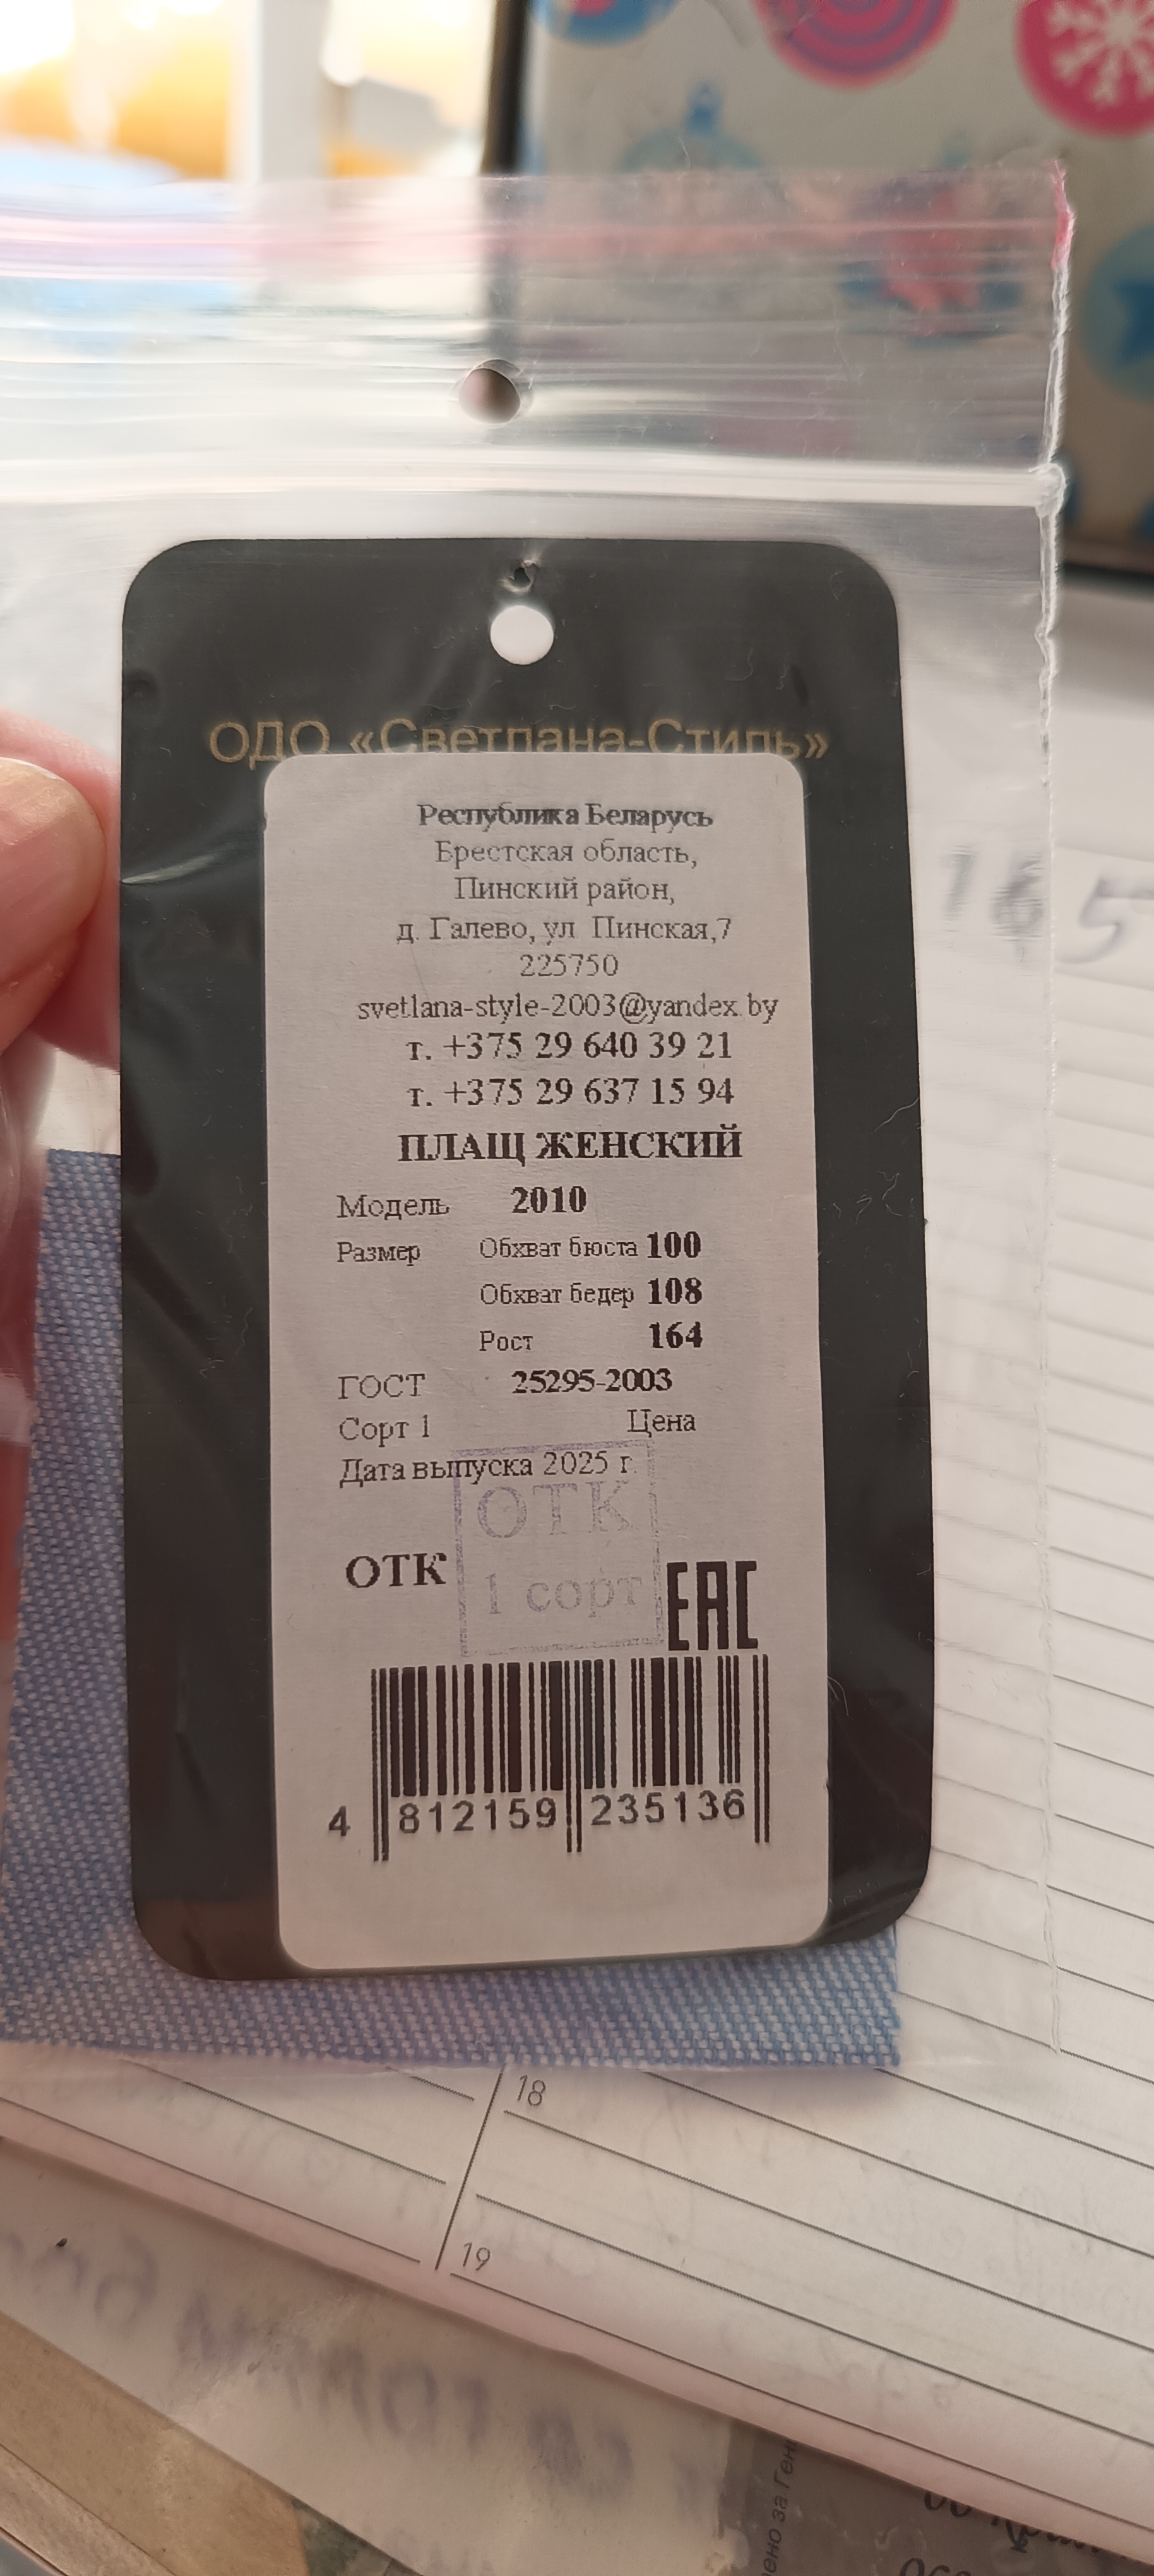 ОДО «Светлана-Стиль»
Республика Беларусь
Брестская область,
Пинский район,
д. Галево, ул Пинская,7
225750
svetlana-style-2003@yandex.by
т. +375 29 640 39 21
т. +375 29 637 15 94
ПЛАЩ ЖЕНСКИЙ
Модель 2010
Размер Обхват бюста 100
Обхват бедер 108
Рост 164
ГОСТ 25295-2003
Сорт 1 Цена
Дата выпуска 2025 г.
ОТК
1 сорт
ОТК
EAC
4 812159 235136
18
19